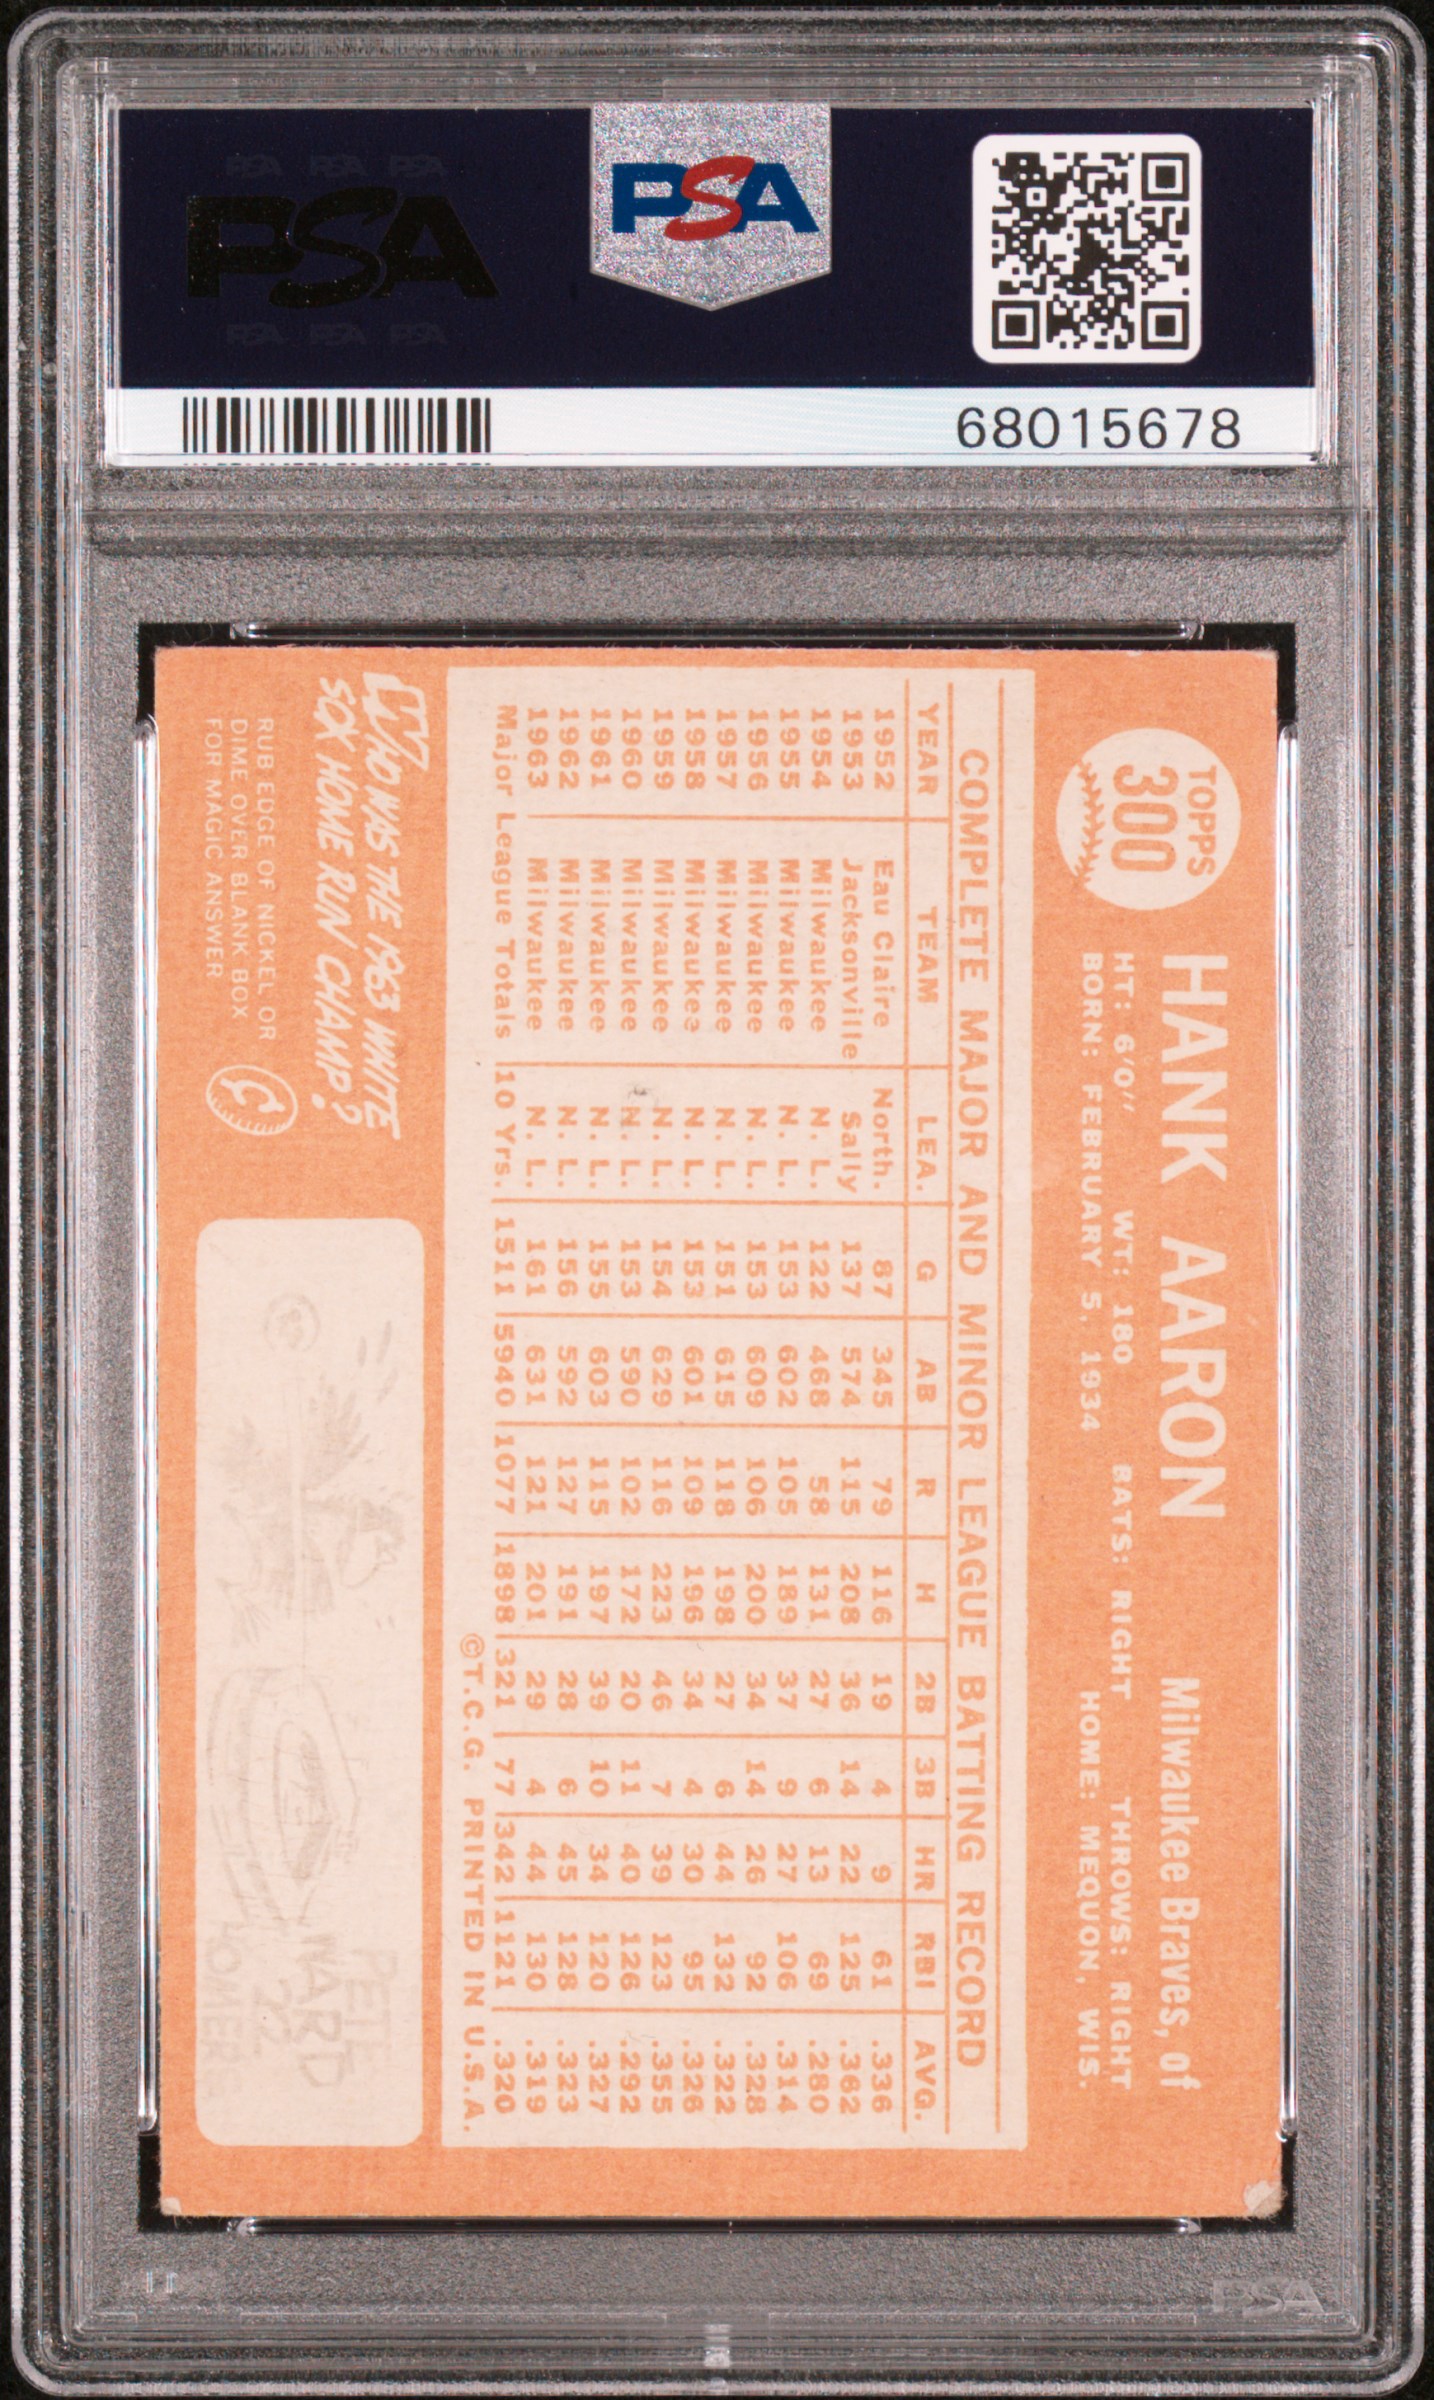 PSA PSA PSA
PSA
PSA PSA PSA
PSA
68015678
TOPPS
300
HANK AARON Milwaukee Braves, of
HT: 6'0" WT: 180 BATS: RIGHT THROWS: RIGHT
BORN: FEBRUARY 5, 1934 HOME: MEQUON, WIS.
COMPLETE MAJOR AND MINOR LEAGUE BATTING RECORD
YEAR TEAM LEA. G AB R H 2B 3B HR RBI AVG.
1952 Eau Claire North. 87 345 79 116 19 4 9 61 .336
1953 Jacksonville Sally 137 574 115 208 36 14 22 125 .362
1954 Milwaukee N. L. 122 468 58 131 27 6 13 69 .280
1955 Milwaukee N. L. 153 602 105 189 37 9 27 106 .314
1956 Milwaukee N. L. 153 609 106 200 34 14 26 92 .328
1957 Milwaukee N. L. 151 615 118 198 27 6 44 132 .322
1958 Milwaukee N. L. 153 601 109 196 34 4 30 95 .328
1959 Milwaukee N. L. 154 629 116 223 46 7 39 123 .355
1960 Milwaukee N. L. 153 590 102 172 20 11 40 126 .292
1961 Milwaukee N. L. 155 603 115 197 39 10 34 120 .327
1962 Milwaukee N. L. 156 592 127 191 28 6 45 128 .323
1963 Milwaukee N. L. 161 631 121 201 29 4 44 130 .319
Major League Totals 10 Yrs. 1511 5940 1077 1898 321 77 342 1121 .320
©T.C.G. PRINTED IN U.S.A.
WHO WAS THE 1963 WHITE
SOX HOME RUN CHAMP?
RUB EDGE OF NICKEL OR
DIME OVER BLANK BOX
FOR MAGIC ANSWER
PETE
WARD
22
HOMERS
PSA